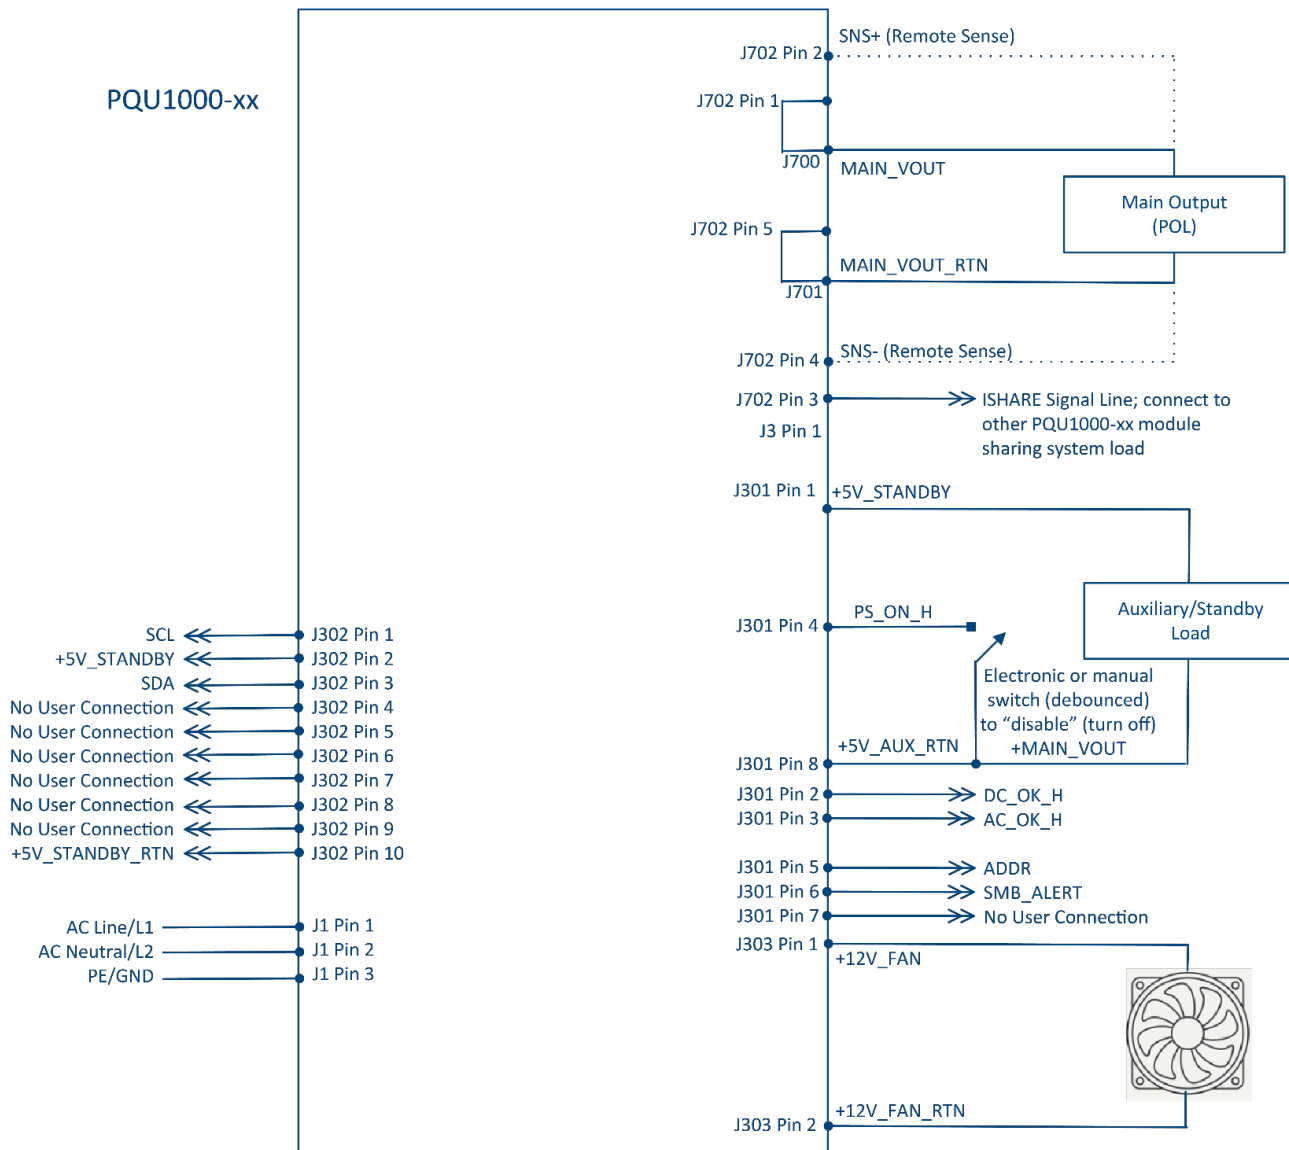 PQU1000-xx
J702 Pin 2
SNS+ (Remote Sense)
J702 Pin 1
J700
MAIN_VOUT
Main Output
(POL)
J702 Pin 5
MAIN_VOUT_RTN
J701
SNS- (Remote Sense)
J702 Pin 4
J702 Pin 3
ISHARE Signal Line; connect to
other PQU1000-xx module
sharing system load
J3 Pin 1
J301 Pin 1
+5V_STANDBY
Auxiliary/Standby
Load
J301 Pin 4
PS_ON_H
Electronic or manual
switch (debounced)
to “disable” (turn off)
+MAIN_VOUT
+5V_AUX_RTN
J301 Pin 8
J301 Pin 2
DC_OK_H
J301 Pin 3
AC_OK_H
J301 Pin 5
ADDR
J301 Pin 6
SMB_ALERT
J301 Pin 7
No User Connection
J303 Pin 1
+12V_FAN
+12V_FAN_RTN
J303 Pin 2
SCL
J302 Pin 1
+5V_STANDBY
J302 Pin 2
SDA
J302 Pin 3
No User Connection
J302 Pin 4
No User Connection
J302 Pin 5
No User Connection
J302 Pin 6
No User Connection
J302 Pin 7
No User Connection
J302 Pin 8
No User Connection
J302 Pin 9
+5V_STANDBY_RTN
J302 Pin 10
AC Line/L1
J1 Pin 1
AC Neutral/L2
J1 Pin 2
PE/GND
J1 Pin 3